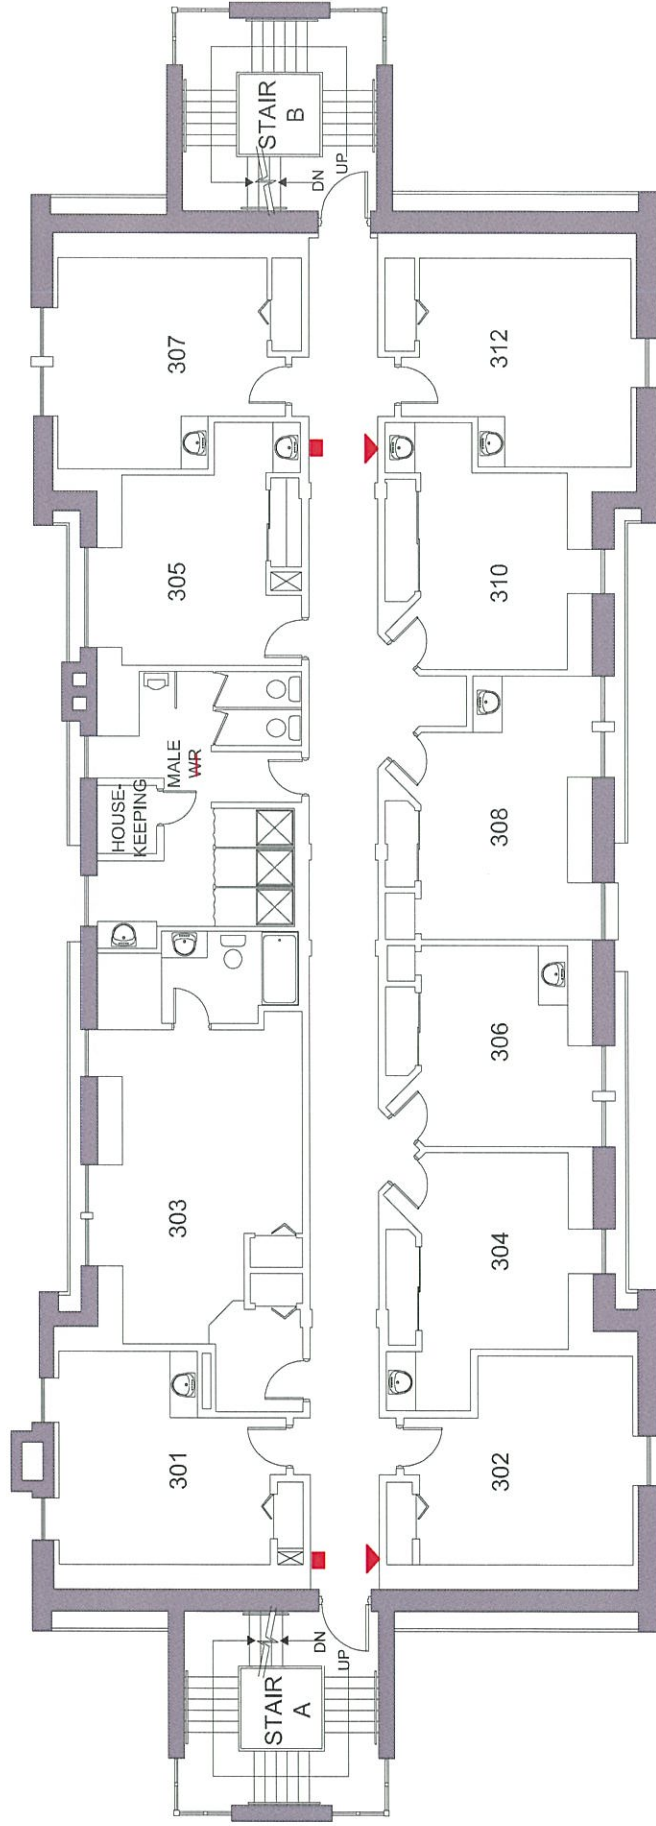 STAIR
B
DN
UP
307
312
305
310
MALE
WR
HOUSE-
KEEPING
308
306
303
304
301
302
DN
UP
STAIR
A